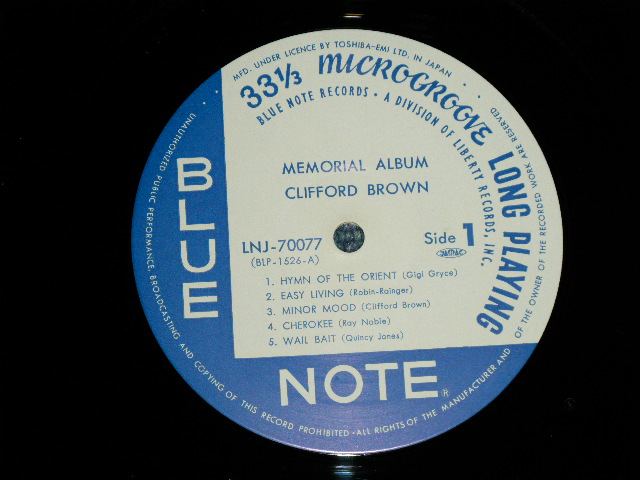 MFD. UNDER LICENCE BY TOSHIBA-EMI LTD. IN JAPAN
33 1/3 MICROGROOVE LONG PLAYING
BLUE NOTE RECORDS • A DIVISION OF LIBERTY RECORDS, INC.
MEMORIAL ALBUM
CLIFFORD BROWN
LNJ-70077
(BLP-1526-A)
Side 1
1. HYMN OF THE ORIENT (Gigi Gryce)
2. EASY LIVING (Robin-Rainger)
3. MINOR MOOD (Clifford Brown)
4. CHEROKEE (Ray Noble)
5. WAIL BAIT (Quincy Jones)
BLUE
NOTE®
UNAUTHORIZED PUBLIC PERFORMANCE, BROADCASTING AND COPYING OF THIS RECORD PROHIBITED-ALL RIGHTS OF THE MANUFACTURER AND OF THE OWNER OF THE RECORDED WORK ARE RESERVED